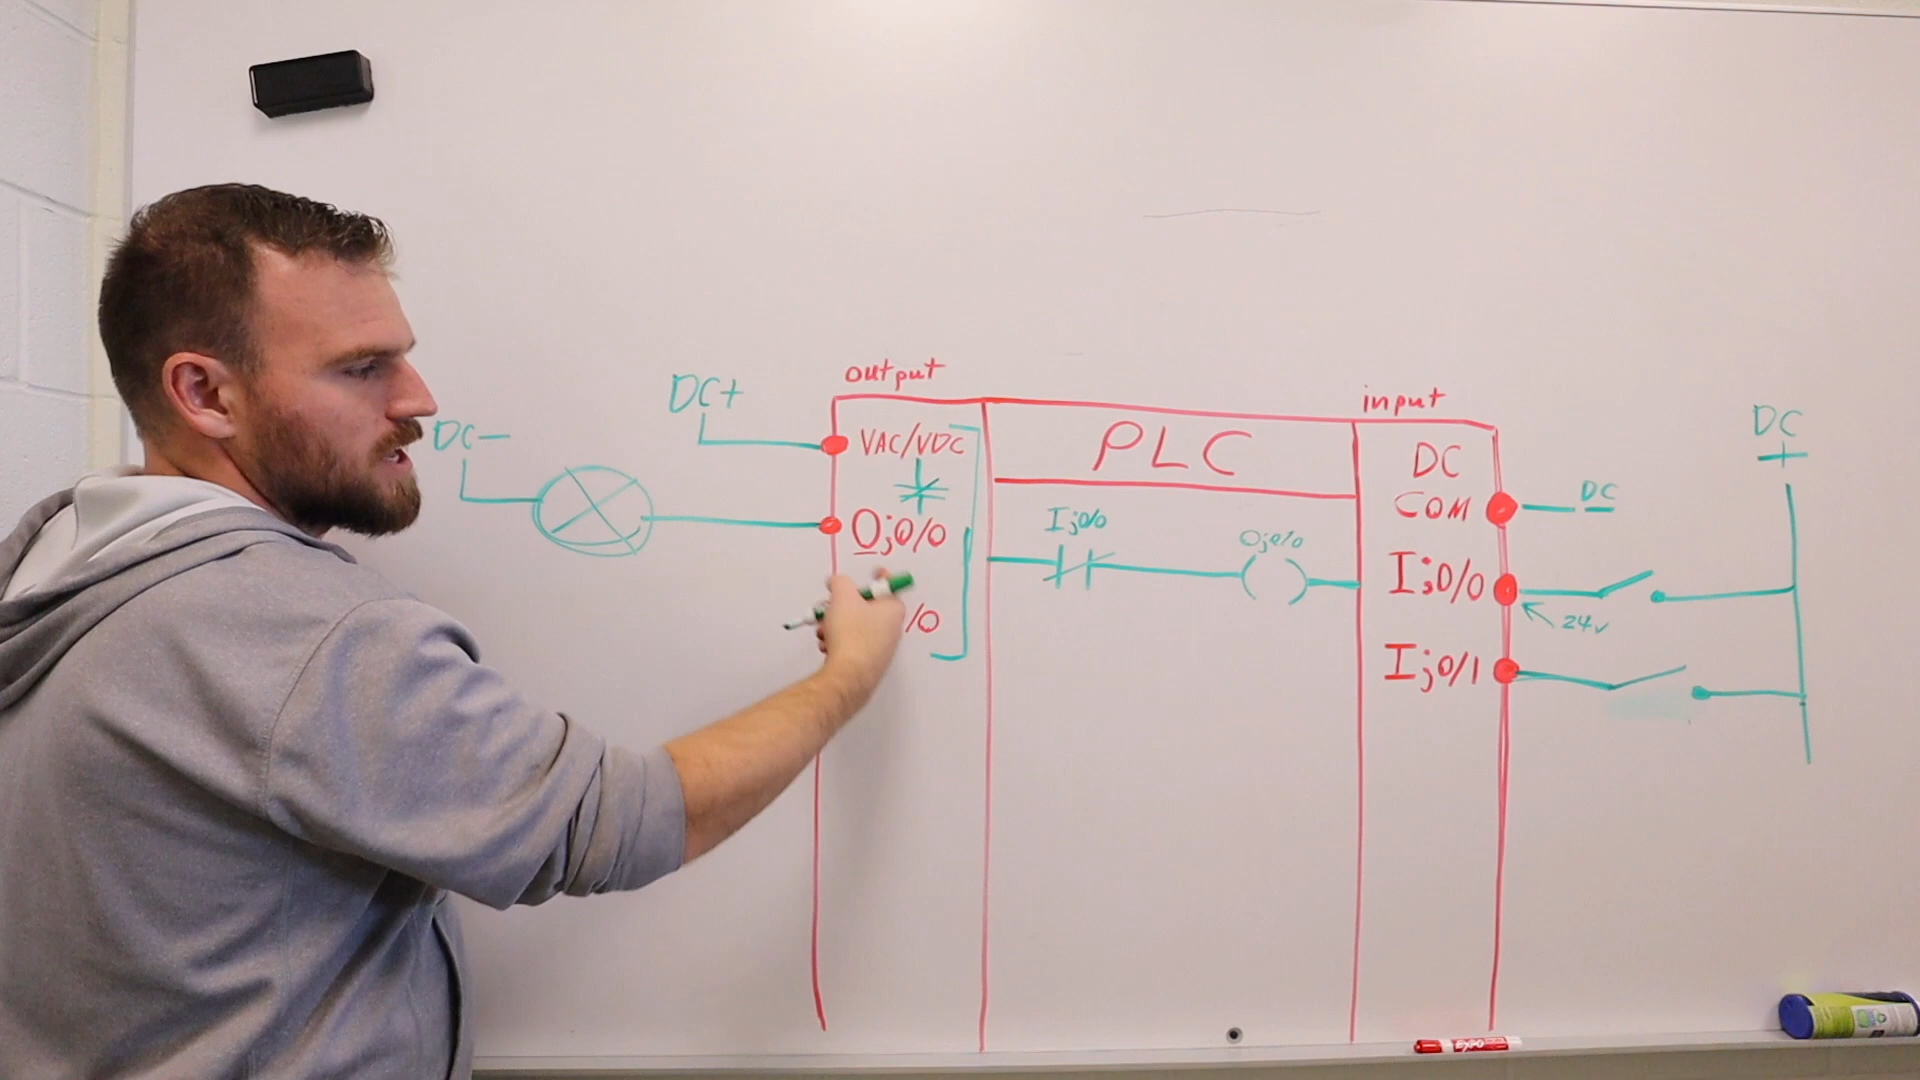 output
input
DC+
DC
+
DC-
VAC/VDC
PLC
DC
COM
DC
O;0/0
I;0/0
O;0/0
I;0/0
24v
/0
I;0/1
EXPO